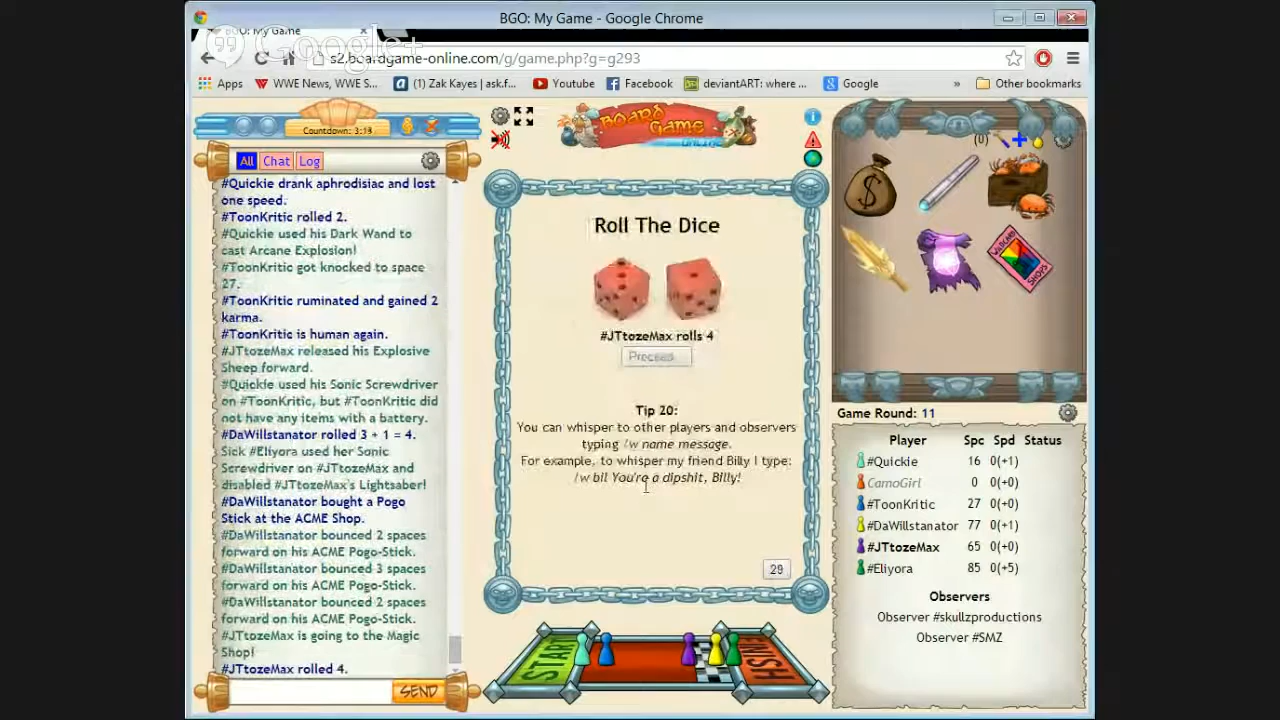 BGO: My Game - Google Chrome
BGO: My Game
Google+
s2.boardgame-online.com/g/game.php?g=g293
Apps
WWE News, WWE S...
(1) Zak Kayes | ask.f...
Youtube
Facebook
deviantART: where ...
Google
»
Other bookmarks
Countdown: 3:13
All
Chat
Log
#Quickie drank aphrodisiac and lost
one speed.
#ToonKritic rolled 2.
#Quickie used his Dark Wand to
cast Arcane Explosion!
#ToonKritic got knocked to space
27.
#ToonKritic ruminated and gained 2
karma.
#ToonKritic is human again.
#JTtozeMax released his Explosive
Sheep forward.
#Quickie used his Sonic Screwdriver
on #ToonKritic, but #ToonKritic did
not have any items with a battery.
#DaWillstanator rolled 3 + 1 = 4.
Sick #Eliyora used her Sonic
Screwdriver on #JTtozeMax and
disabled #JTtozeMax's Lightsaber!
#DaWillstanator bought a Pogo
Stick at the ACME Shop.
#DaWillstanator bounced 2 spaces
forward on his ACME Pogo-Stick.
#DaWillstanator bounced 3 spaces
forward on his ACME Pogo-Stick.
#DaWillstanator bounced 2 spaces
forward on his ACME Pogo-Stick.
#JTtozeMax is going to the Magic
Shop!
#JTtozeMax rolled 4.
SEND
BOARD GAME
ONLINE
Roll The Dice
#JTtozeMax rolls 4
Proceed
Tip 20:
You can whisper to other players and observers
typing /w name message.
For example, to whisper my friend Billy I type:
/w bil You're a dipshit, Billy!
29
START
FINISH
(0)
$
WILDCARD
SHOPS
Game Round: 11
Player Spc Spd Status
#Quickie 16 0(+1)
CamoGirl 0 0(+0)
#ToonKritic 27 0(+0)
#DaWillstanator 77 0(+1)
#JTtozeMax 65 0(+0)
#Eliyora 85 0(+5)
Observers
Observer #skullzproductions
Observer #SMZ